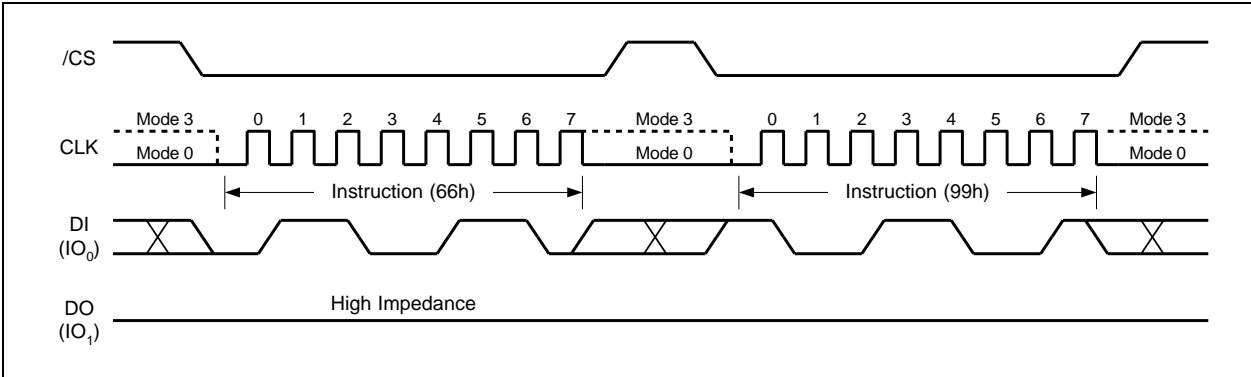 /CS
Mode 3 0 1 2 3 4 5 6 7 Mode 3 0 1 2 3 4 5 6 7 Mode 3
CLK
Mode 0 Mode 0 Mode 0
Instruction (66h) Instruction (99h)
DI
(IO₀)
High Impedance
DO
(IO₁)